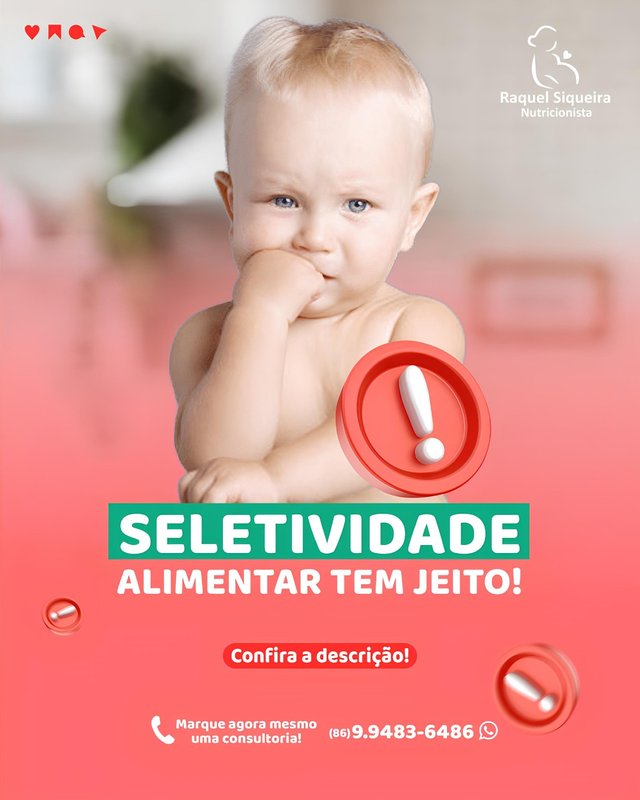 Raquel Siqueira
Nutricionista
SELETIVIDADE
ALIMENTAR TEM JEITO!
Confira a descrição!
Marque agora mesmo
uma consultoria!
(86)9.9483-6486